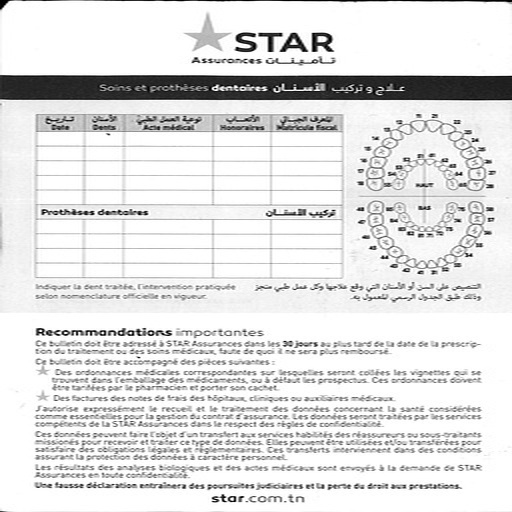 STAR
Assurances تـأمـيـنـات
Soins et prothèses dentaires علاج و تركيب الأسنـان
تـاريـخ الأسنان نوعية العمل الطبي الأتعـاب المعرف الجبائي
Date Dents Acte médical Honoraires Matricule fiscal
Prothèses dentaires تركيب الأسنـان
HAUT
BAS
Indiquer la dent traitée, l'intervention pratiquée
selon nomenclature officielle en vigueur.
التنصيص على السن أو الأسنان التي وقع علاجها وكل عمل طبي منجز
وذلك طبق الجدول الرسمي المعمول به.
Recommandations importantes
Ce bulletin doit être adressé à STAR Assurances dans les 30 jours au plus tard de la date de la prescrip-
tion du traitement ou des soins médicaux, faute de quoi il ne sera plus remboursé.
Ce bulletin doit être accompagné des pièces suivantes :
Des ordonnances médicales correspondantes sur lesquelles seront collées les vignettes qui se
trouvent dans l'emballage des médicaments, ou à défaut les prospectus. Ces ordonnances doivent
être tarifées par le pharmacien et porter son cachet.
Des factures des notes de frais des hôpitaux, cliniques ou auxiliaires médicaux.
J'autorise expressément le recueil et le traitement des données concernant la santé considérées
comme essentielles pour la gestion du contrat d'assurance. Les données seront traitées par les services
compétents de la STAR Assurances dans le respect des règles de confidentialité.
Ces données peuvent faire l'objet d'un transfert aux services habilités des réassureurs ou sous-traitants
missionés pour recevoir et traiter ce type de données. Elles peuvent être utilisées et/ou transférées pour
satisfaire des obligations légales et réglementaires. Ces transferts interviennent dans des conditions
assurant la protection des données à caractère personnel.
Les résultats des analyses biologiques et des actes médicaux sont envoyés à la demande de STAR
Assurances en toute confidentialité.
Une fausse déclaration entraînera des poursuites judiciaires et la perte du droit aux prestations.
star.com.tn